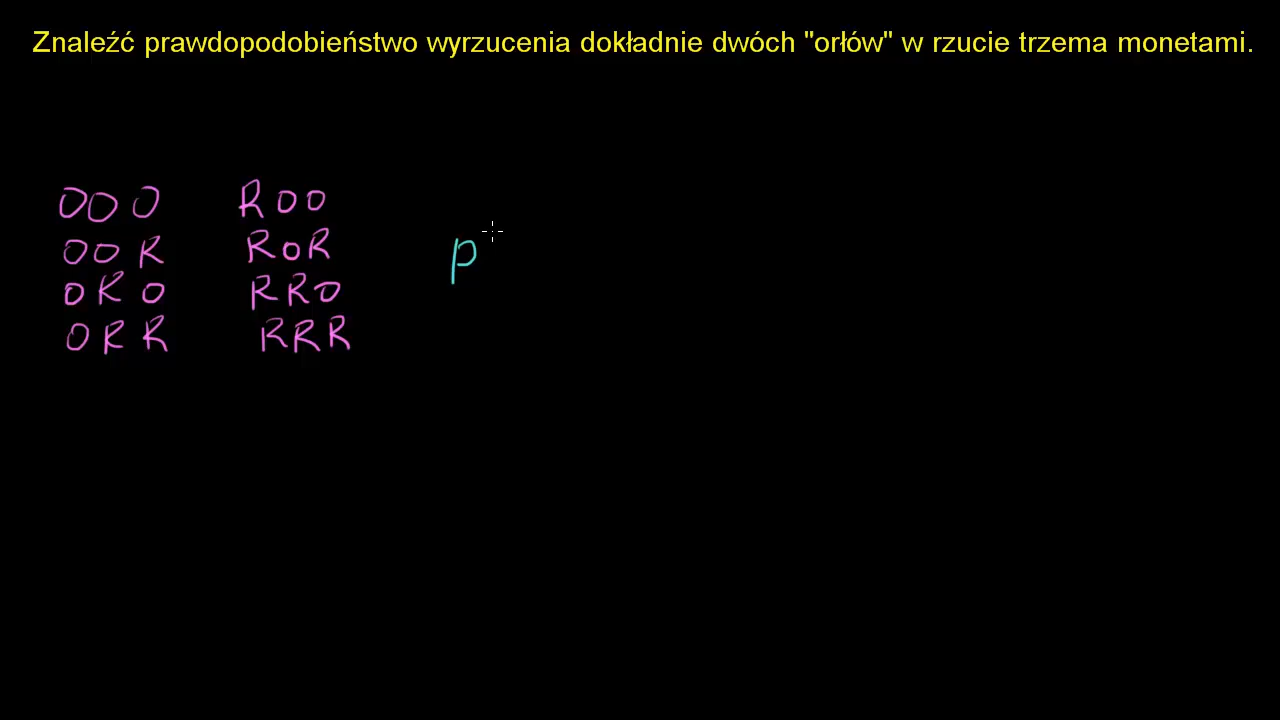 Znaleźć prawdopodobieństwo wyrzucenia dokładnie dwóch "orłów" w rzucie trzema monetami.
OOO ROO
OOR ROR
ORO RRO
ORR RRR
P